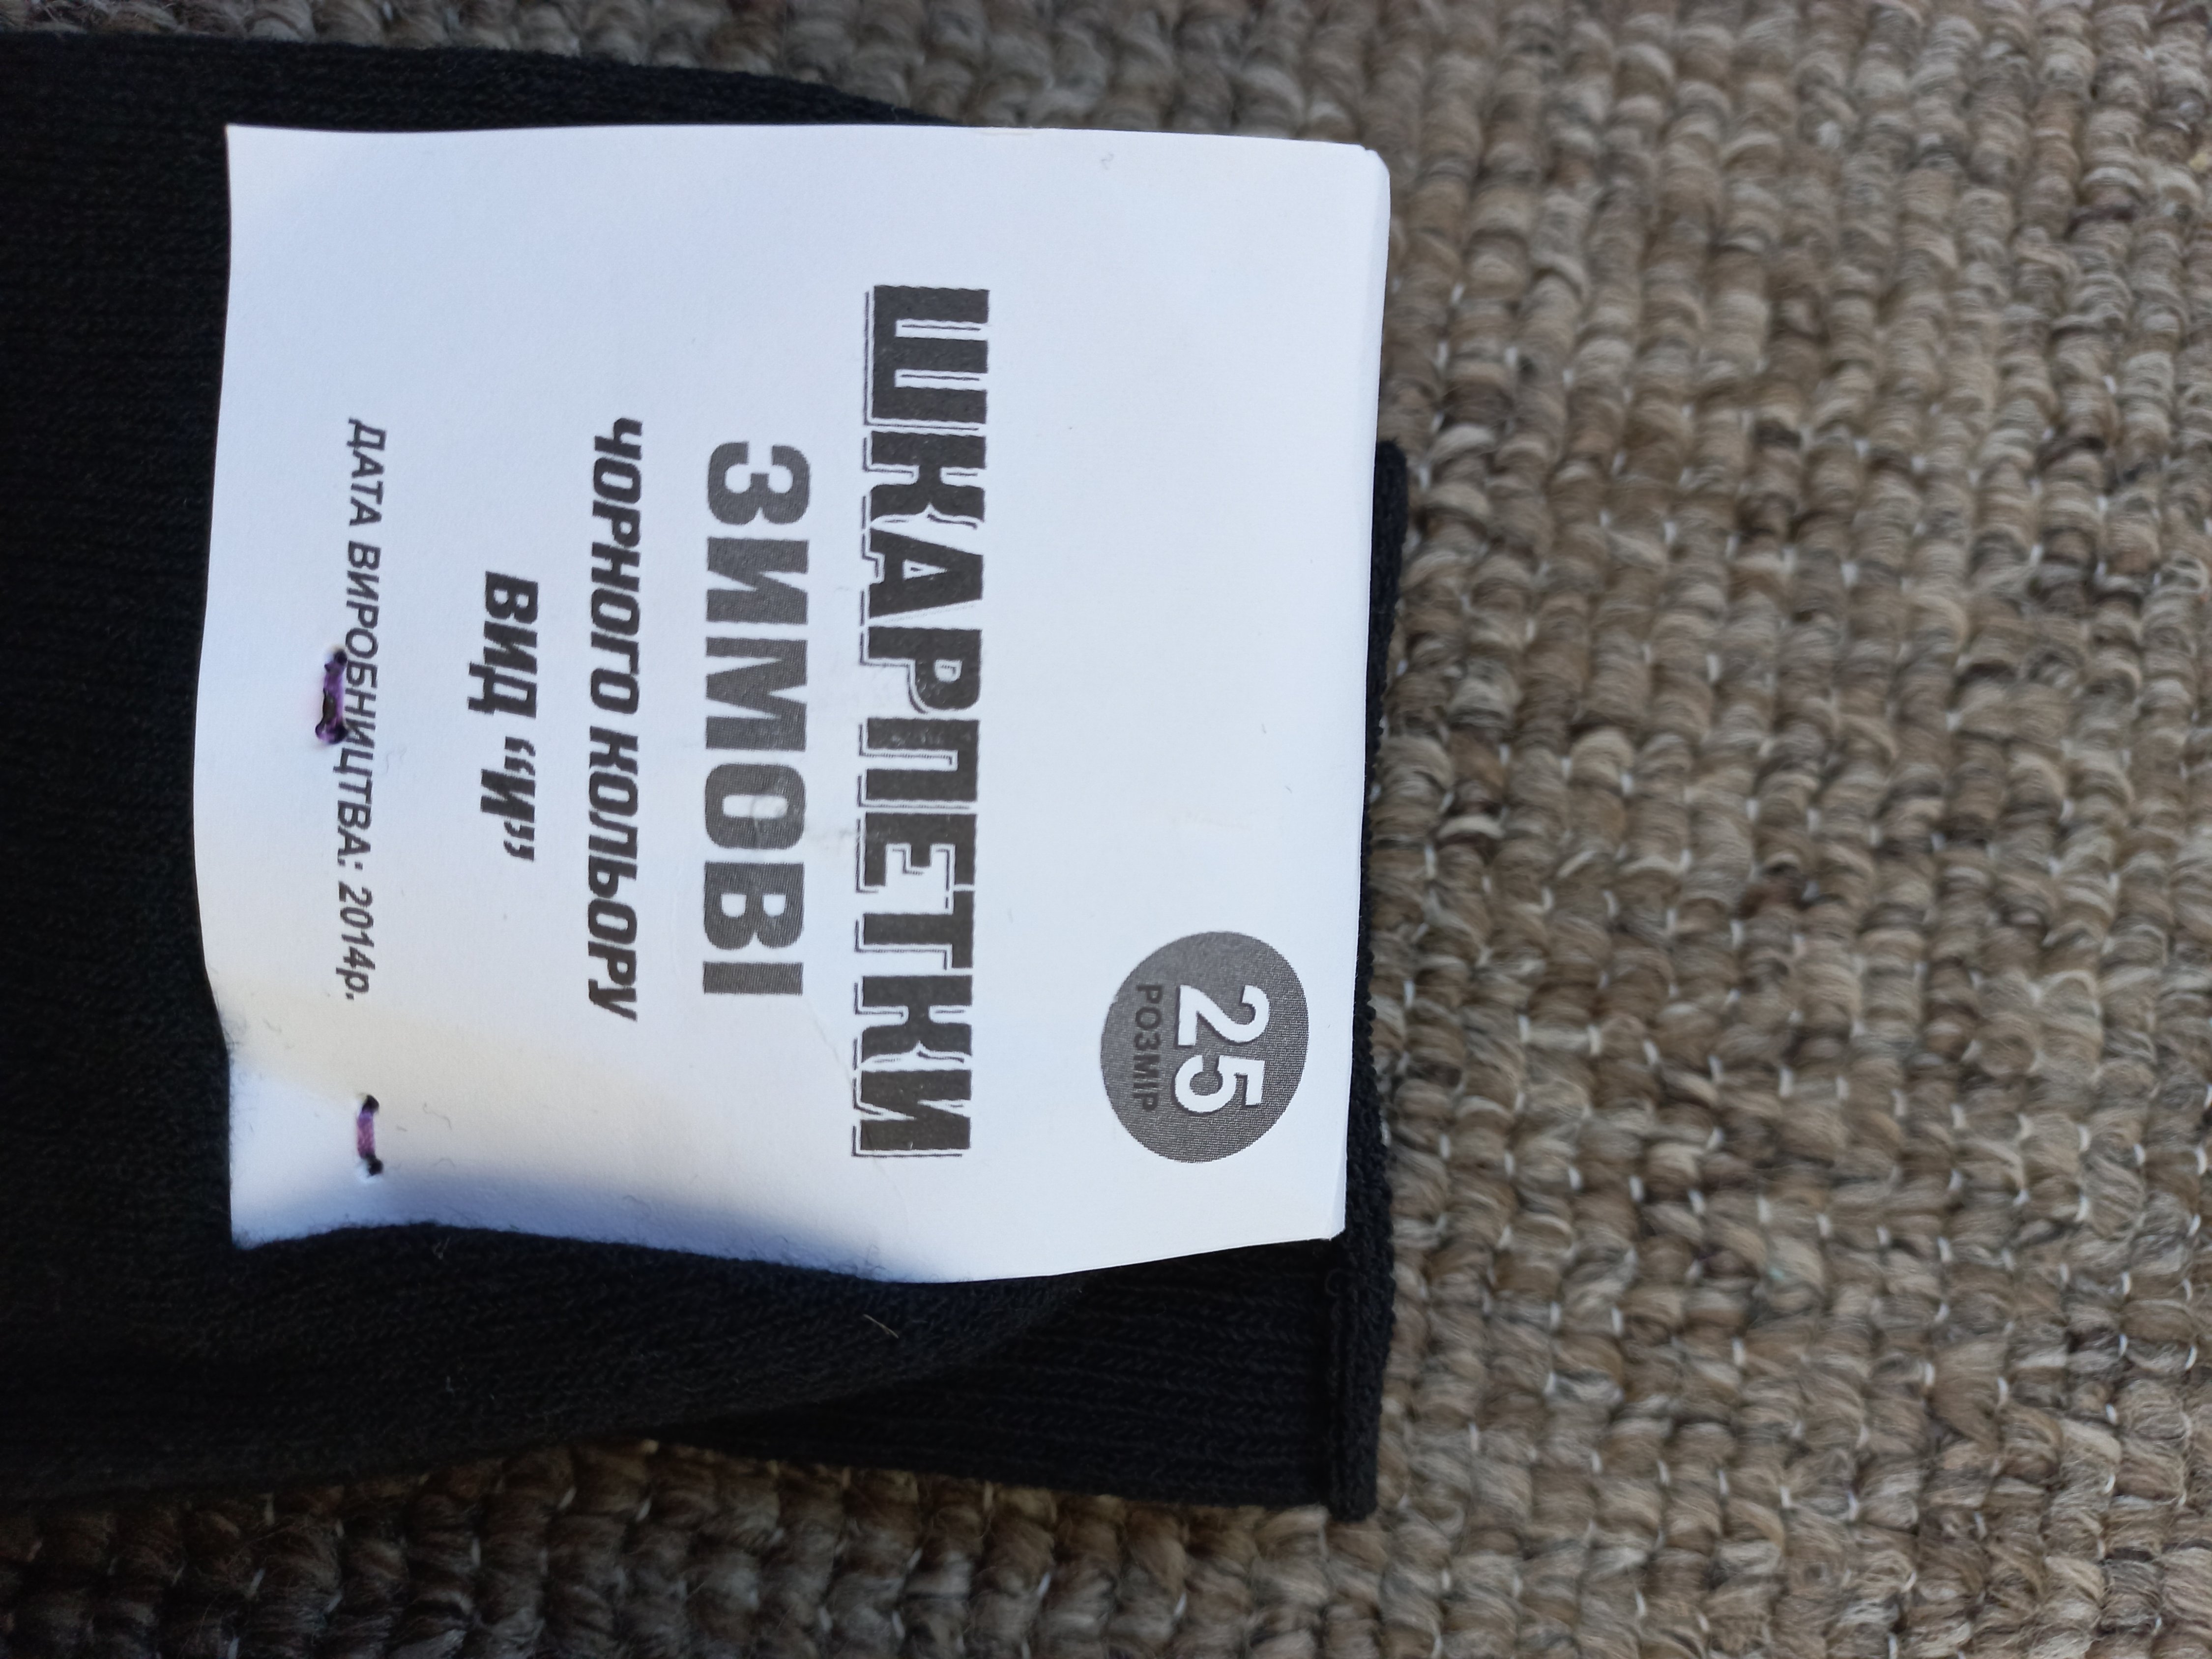 25
РОЗМІР
ШКАРПЕТКИ
ЗИМОВІ
ЧОРНОГО КОЛЬОРУ
ВИД “И”
ДАТА ВИРОБНИЦТВА: 2014р.